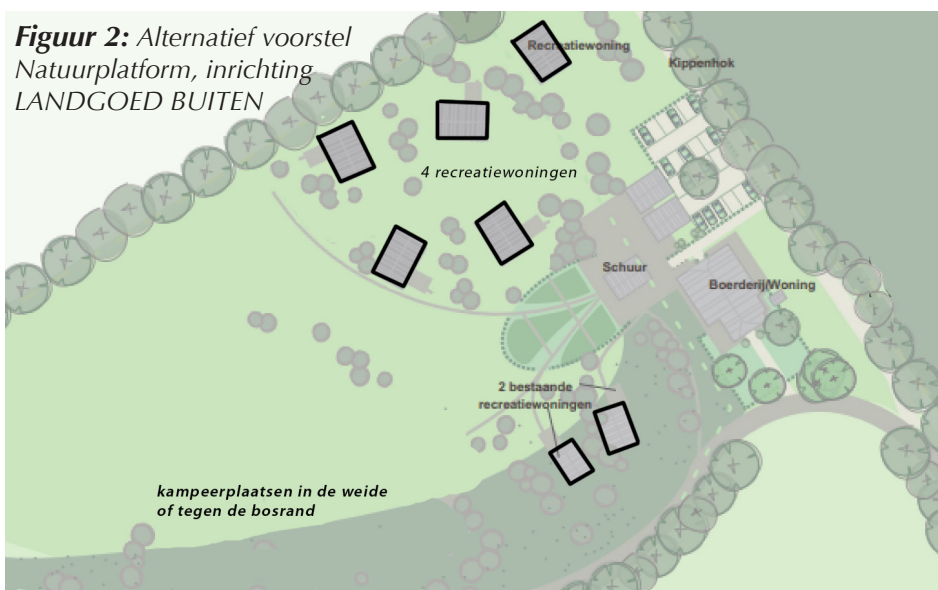 Figuur 2: Alternatief voorstel
Natuurplatform, inrichting
LANDGOED BUITEN
Recreatiewoning
Kippenhok
4 recreatiewoningen
Schuur
Boerderij/Woning
2 bestaande
recreatiewoningen
kampeerplaatsen in de weide
of tegen de bosrand